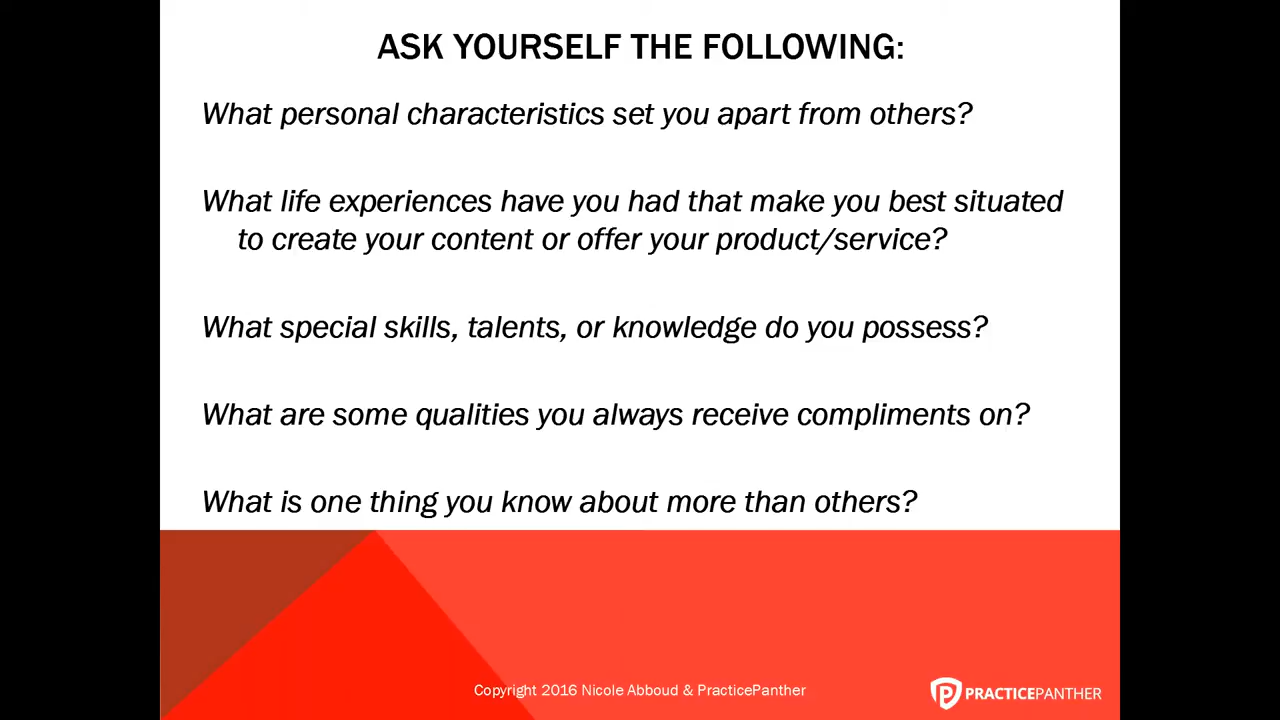 ASK YOURSELF THE FOLLOWING:
What personal characteristics set you apart from others?
What life experiences have you had that make you best situated
to create your content or offer your product/service?
What special skills, talents, or knowledge do you possess?
What are some qualities you always receive compliments on?
What is one thing you know about more than others?
Copyright 2016 Nicole Abboud & PracticePanther
PRACTICEPANTHER